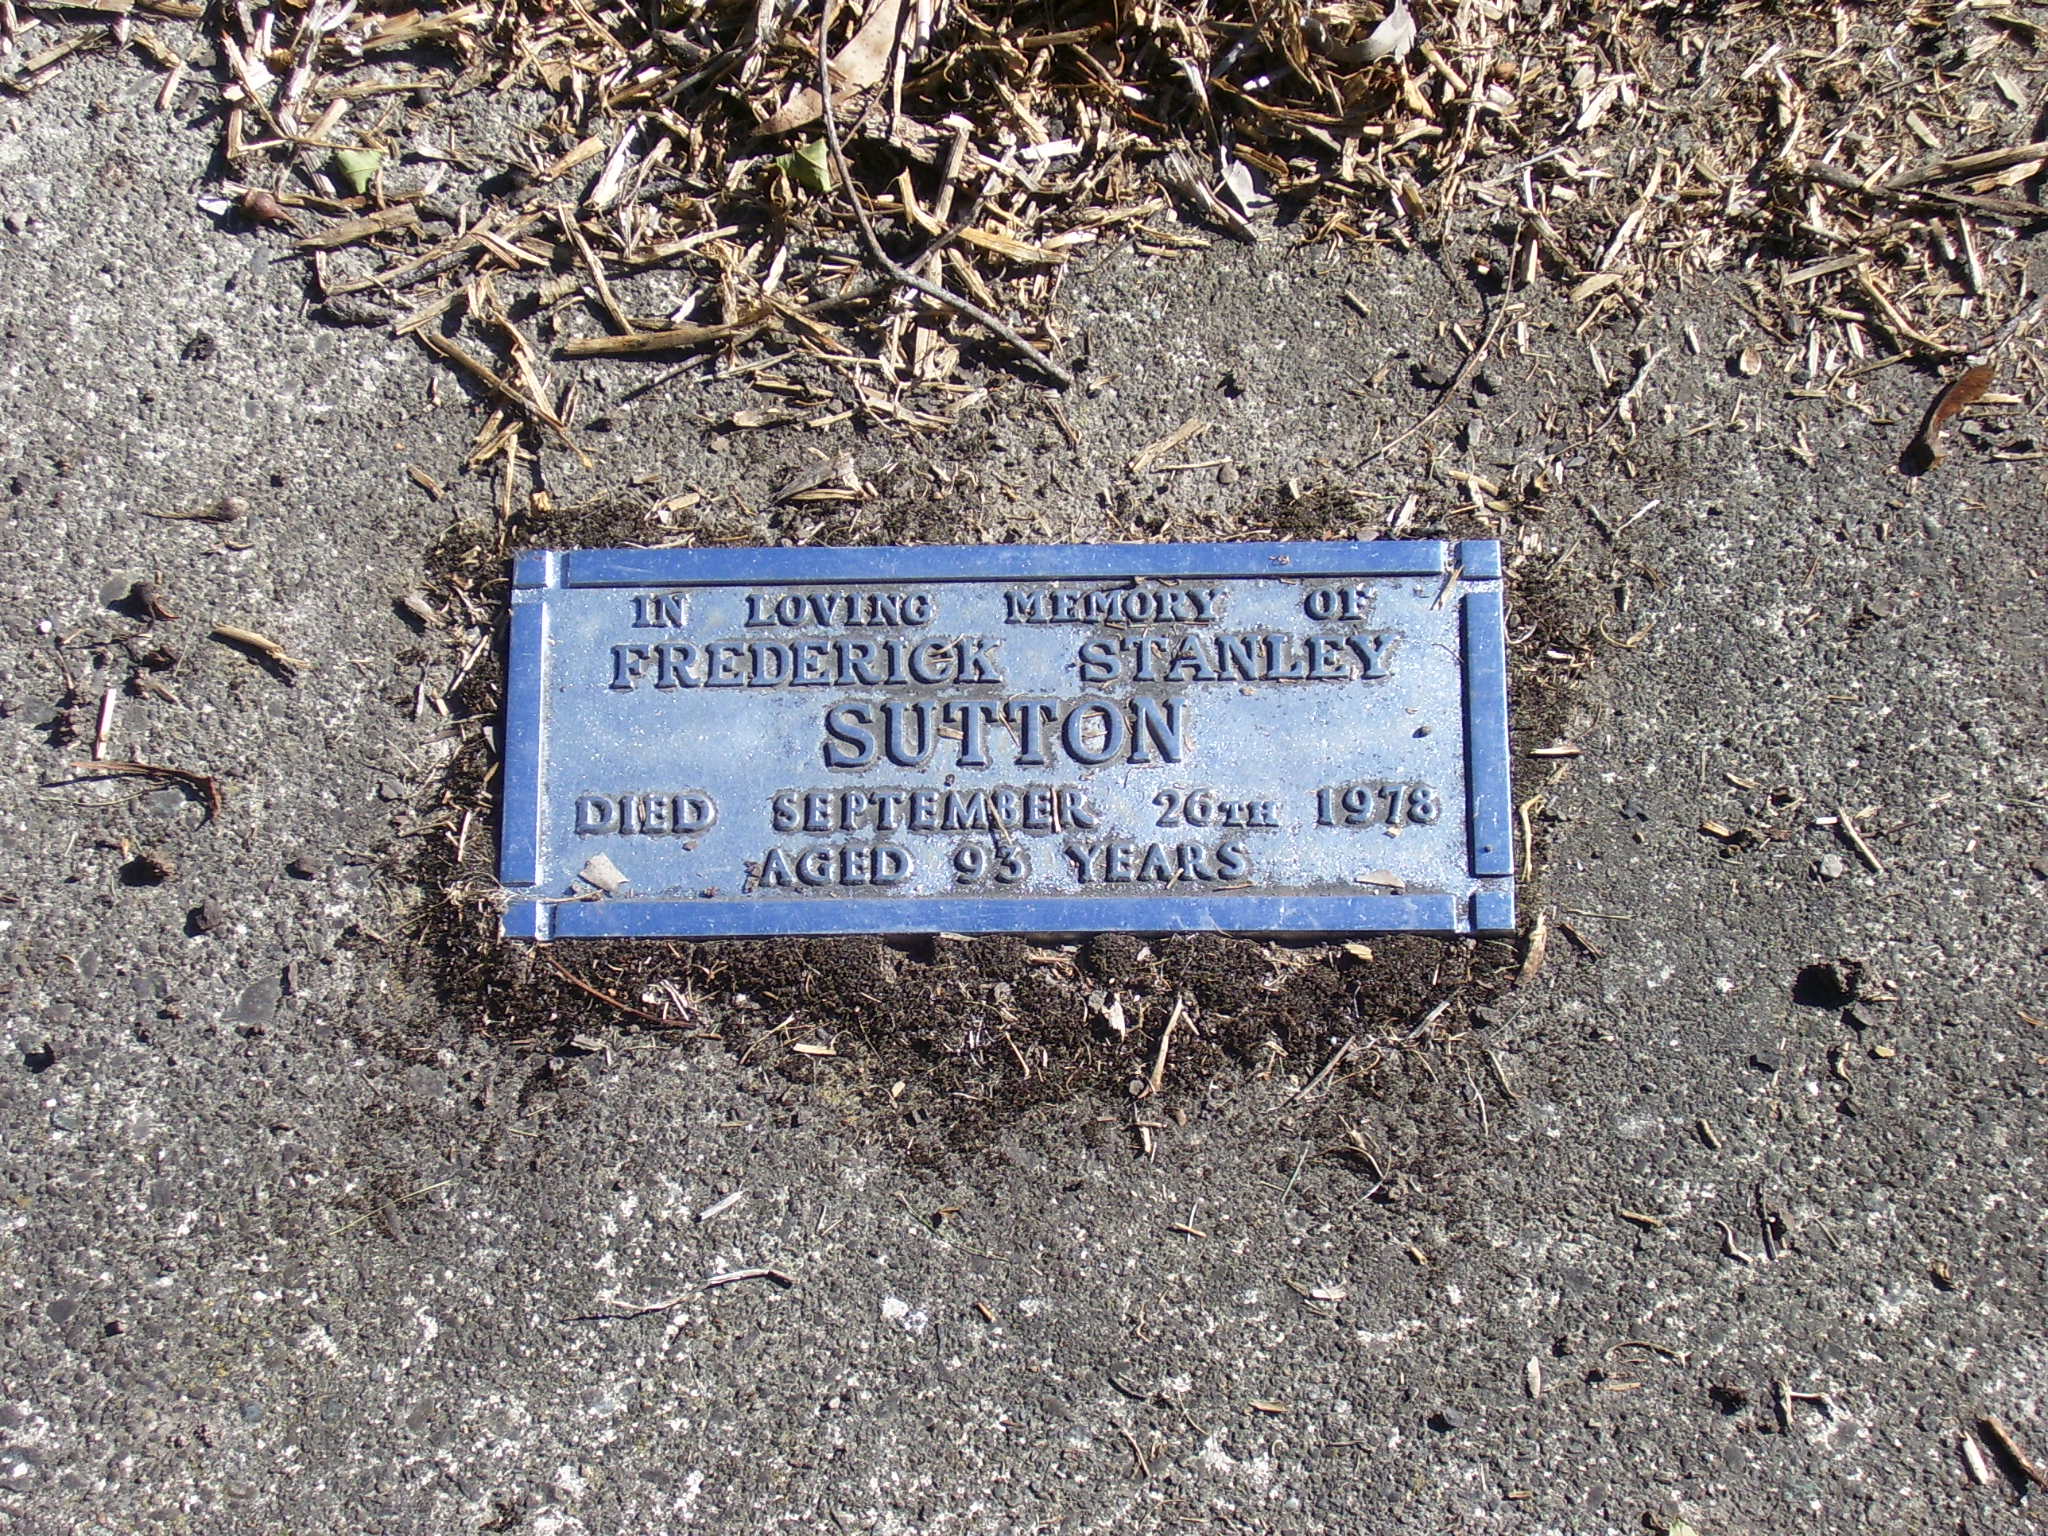 IN LOVING MEMORY OF
FREDERICK STANLEY
SUTTON
DIED SEPTEMBER 26TH 1978
AGED 93 YEARS